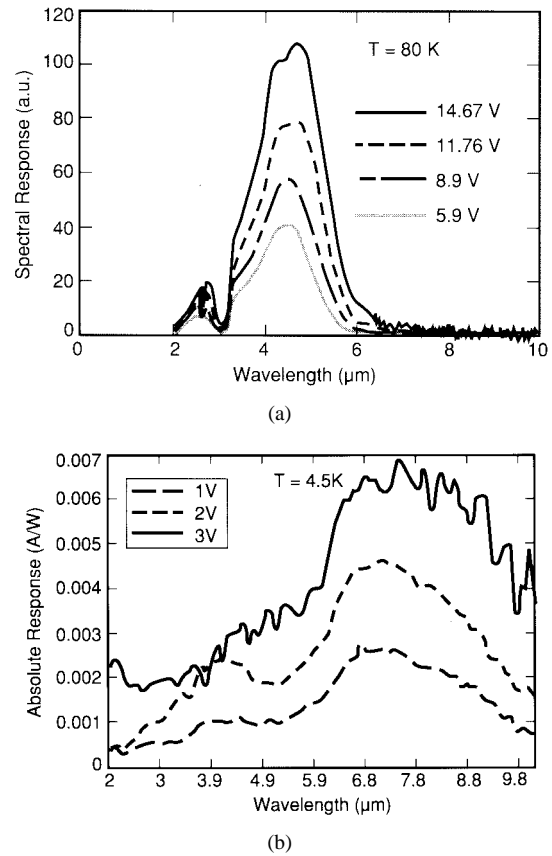 120
100
80
60
40
20
0
Spectral Response (a.u.)
T = 80 K
14.67 V
11.76 V
8.9 V
5.9 V
0 2 4 6 8 10
Wavelength (µm)
(a)
0.007
0.006
0.005
0.004
0.003
0.002
0.001
0
Absolute Response (A/W)
1V
2V
3V
T = 4.5K
2 3 3.9 4.9 5.9 6.8 7.8 8.8 9.8
Wavelength (µm)
(b)